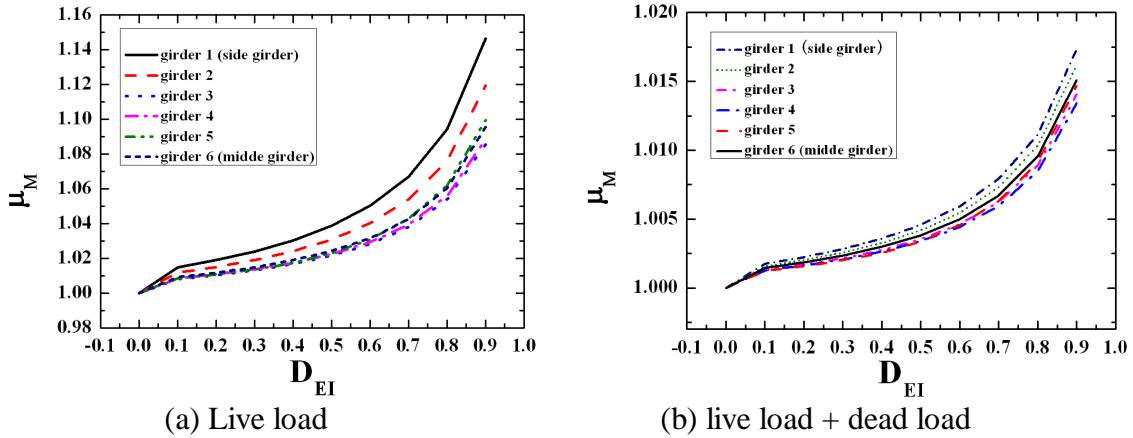 1.16
1.14
1.12
1.10
1.08
1.06
1.04
1.02
1.00
0.98
μM
girder 1 (side girder)
girder 2
girder 3
girder 4
girder 5
girder 6 (midde girder)
-0.1 0.0 0.1 0.2 0.3 0.4 0.5 0.6 0.7 0.8 0.9 1.0
DEI
(a) Live load
1.020
1.015
1.010
1.005
1.000
μM
girder 1 (side girder)
girder 2
girder 3
girder 4
girder 5
girder 6 (midde girder)
-0.1 0.0 0.1 0.2 0.3 0.4 0.5 0.6 0.7 0.8 0.9 1.0
DEI
(b) live load + dead load